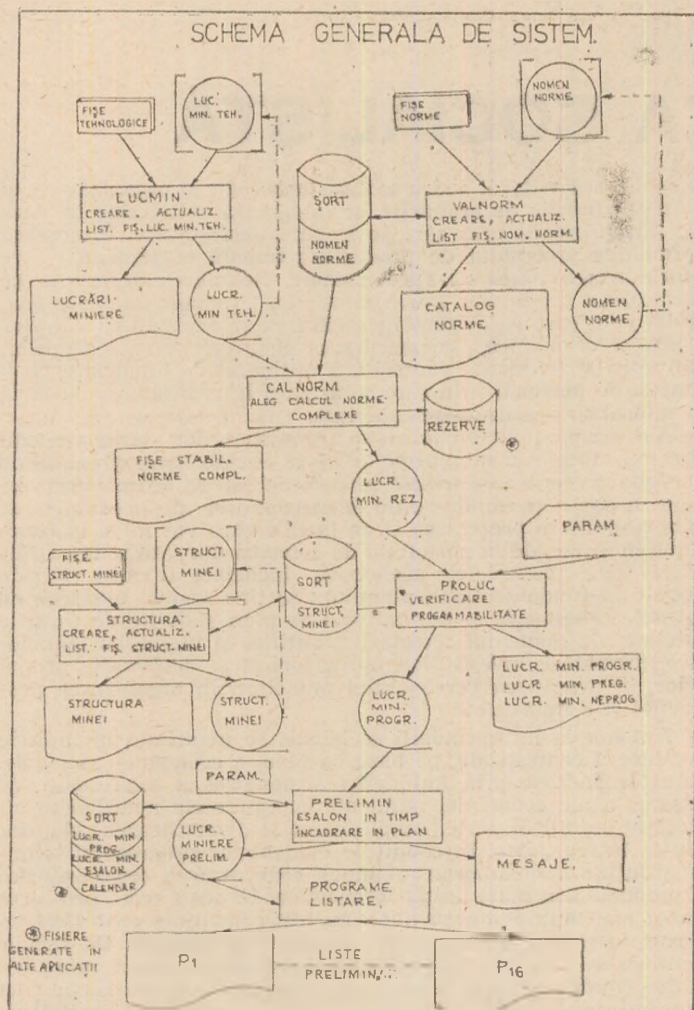 SCHEMA GENERALA DE SISTEM.
FIȘE
TEHNOLOGICE
LUC.
MIN. TEH.
FIȘE
NORME
NOMEN
NORME
LUCMIN
CREARE, ACTUALIZ.
LIST. FIȘ. LUC. MIN. TEH.
SORT
NOMEN
NORME
VALNORM
CREARE, ACTUALIZ.
LIST FIȘ. NOM. NORM.
LUCRĂRI
MINIERE
LUCR.
MIN TEH.
CATALOG
NORME
NOMEN
NORME
CALNORM
ALEG CALCUL NORME
COMPLEXE
REZERVE
FIȘE STABIL.
NORME COMPL.
LUCR.
MIN. REZ.
PARAM
FIȘE
STRUCT. MINEI
STRUCT.
MINEI
SORT
STRUCT.
MINEI
PROLUC
VERIFICARE
PROGRAMABILITATE
STRUCTURA
CREARE, ACTUALIZ.
LIST. FIȘ. STRUCT. MINEI
STRUCTURA
MINEI
STRUCT.
MINEI
LUCR.
MIN.
PROGR.
LUCR. MIN. PROGR.
LUCR. MIN. PREG.
LUCR. MIN. NEPROG
PARAM.
SORT
LUCR. MIN.
PROG.
LUCR. MIN.
ESALON
CALENDAR
LUCR.
MINIERE
PRELIM.
PRELIMIN
ESALON IN TIMP
INCADRARE IN PLAN
MESAJE.
PROGRAME
LISTARE.
FISIERE
GENERATE IN
ALTE APLICAȚII
P1
LISTE
PRELIMIN.
P16